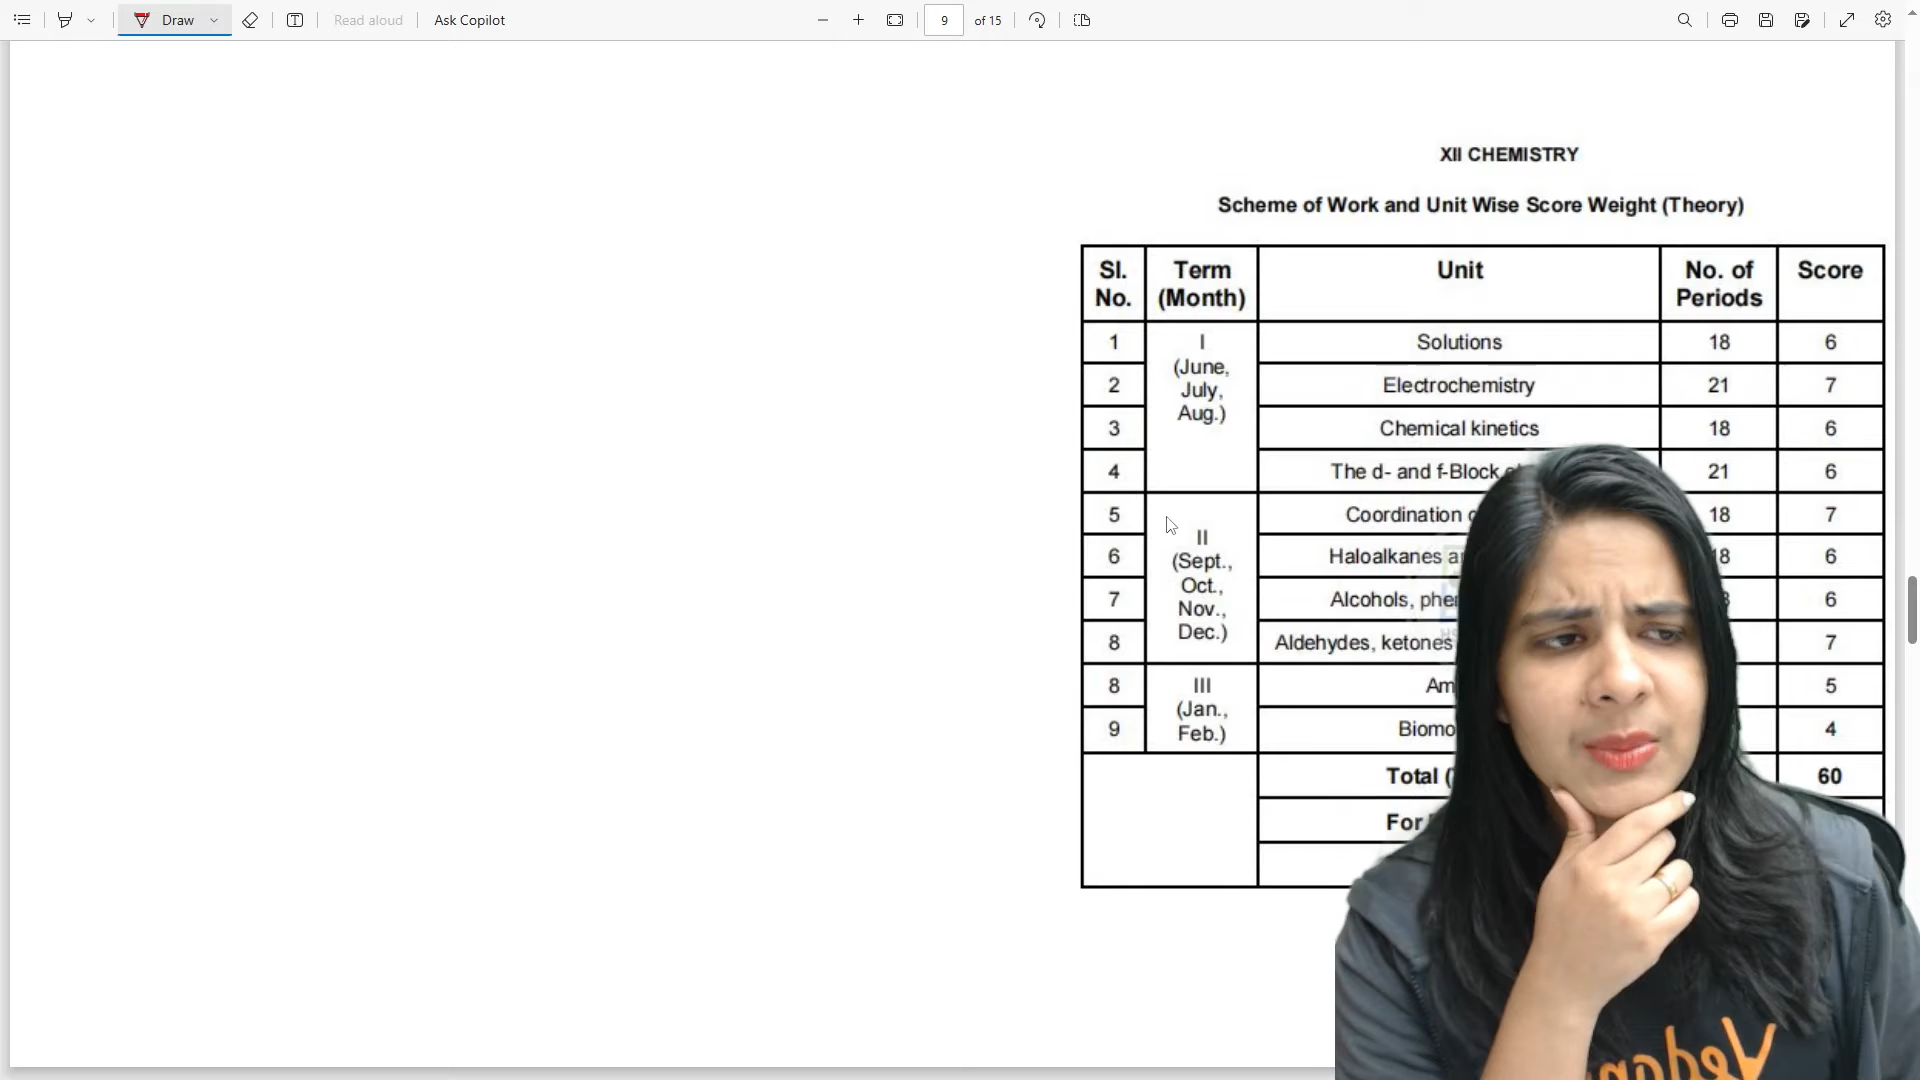 Draw
Read aloud
Ask Copilot
9
of 15
XII CHEMISTRY
Scheme of Work and Unit Wise Score Weight (Theory)
Sl. No. Term (Month) Unit No. of Periods Score
1 I (June, July, Aug.) Solutions 18 6
2 Electrochemistry 21 7
3 Chemical kinetics 18 6
4 The d- and f-Block 21 6
5 II (Sept., Oct., Nov., Dec.) Coordination 18 7
6 Haloalkanes 6
7 Alcohols, 6
8 Aldehydes, ketones 7
8 III (Jan., Feb.) 5
9 4
Total 60
For